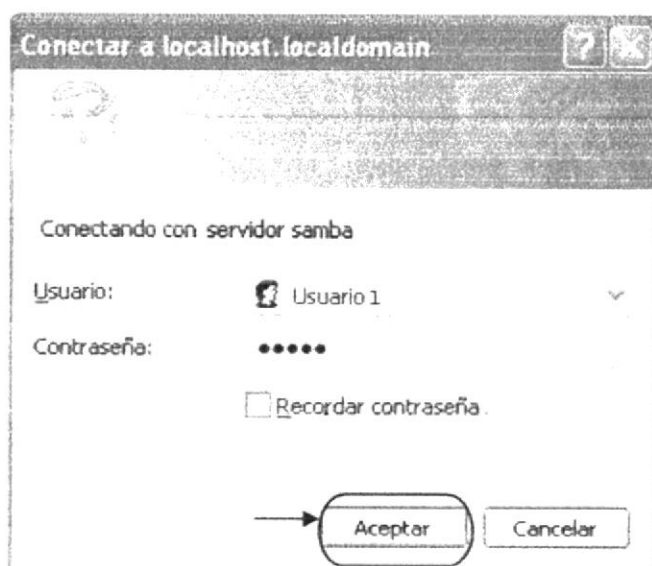 Conectar a localhost.localdomain
Conectando con servidor samba
Usuario: Usuario 1
Contraseña: •••••
Recordar contraseña.
Aceptar Cancelar